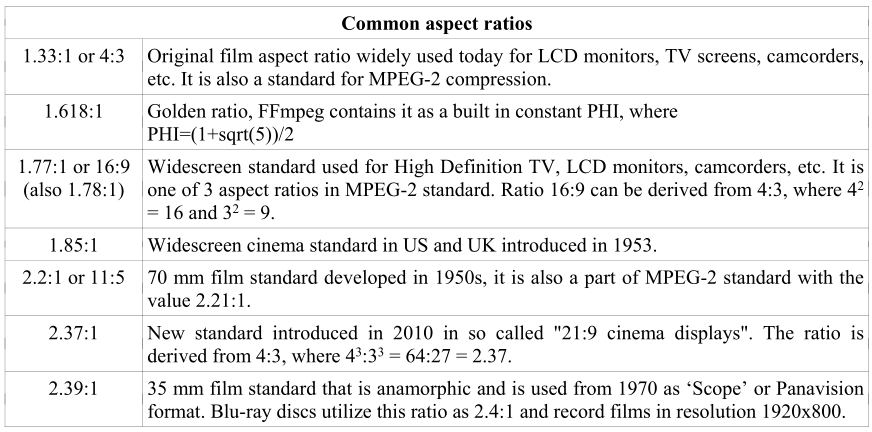 Common aspect ratios
1.33:1 or 4:3
Original film aspect ratio widely used today for LCD monitors, TV screens, camcorders,
etc. It is also a standard for MPEG-2 compression.
1.618:1
Golden ratio, FFmpeg contains it as a built in constant PHI, where
PHI=(1+sqrt(5))/2
1.77:1 or 16:9
(also 1.78:1)
Widescreen standard used for High Definition TV, LCD monitors, camcorders, etc. It is
one of 3 aspect ratios in MPEG-2 standard. Ratio 16:9 can be derived from 4:3, where 4²
= 16 and 3² = 9.
1.85:1
Widescreen cinema standard in US and UK introduced in 1953.
2.2:1 or 11:5
70 mm film standard developed in 1950s, it is also a part of MPEG-2 standard with the
value 2.21:1.
2.37:1
New standard introduced in 2010 in so called "21:9 cinema displays". The ratio is
derived from 4:3, where 4³:3³ = 64:27 = 2.37.
2.39:1
35 mm film standard that is anamorphic and is used from 1970 as ‘Scope’ or Panavision
format. Blu-ray discs utilize this ratio as 2.4:1 and record films in resolution 1920x800.